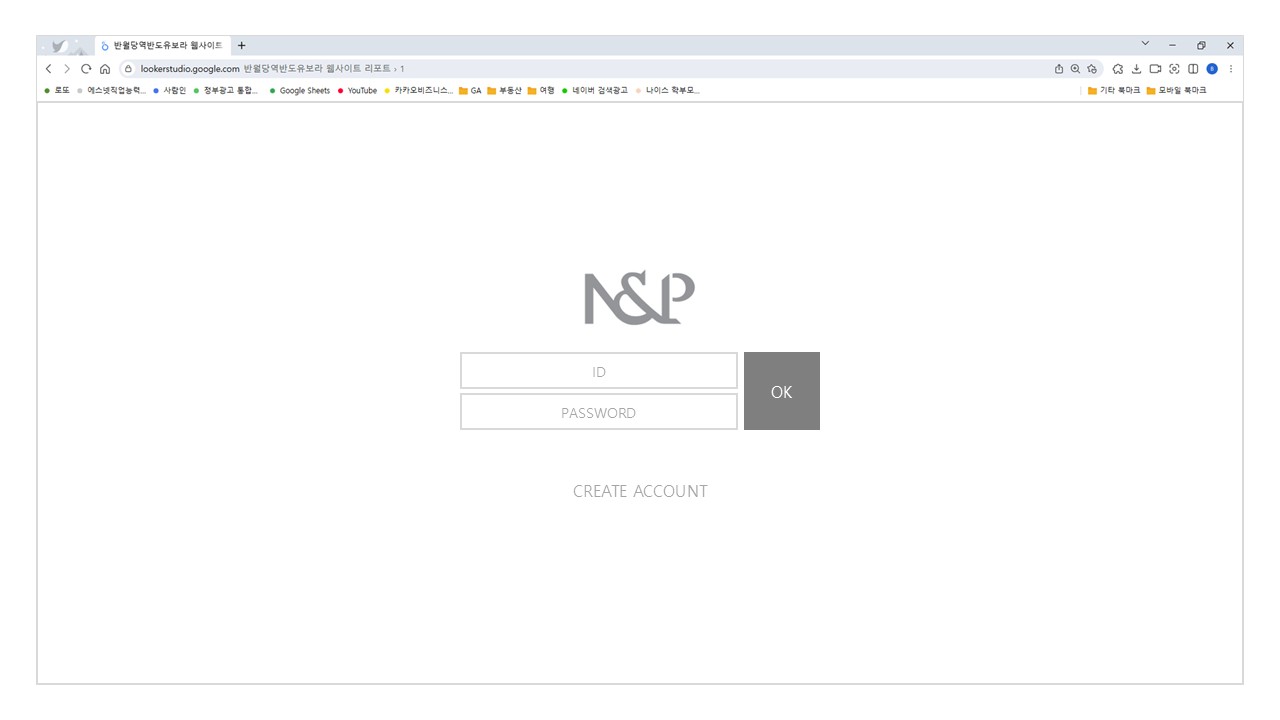 반월당역반도유보라 웹사이트
lookerstudio.google.com 반월당역반도유보라 웹사이트 리포트 › 1
로또 에스넷직업능력... 사람인 정부광고 통합... Google Sheets YouTube 카카오비즈니스... GA 부동산 여행 네이버 검색광고 나이스 학부모... 기타 북마크 모바일 북마크
N&P
ID
PASSWORD
OK
CREATE ACCOUNT